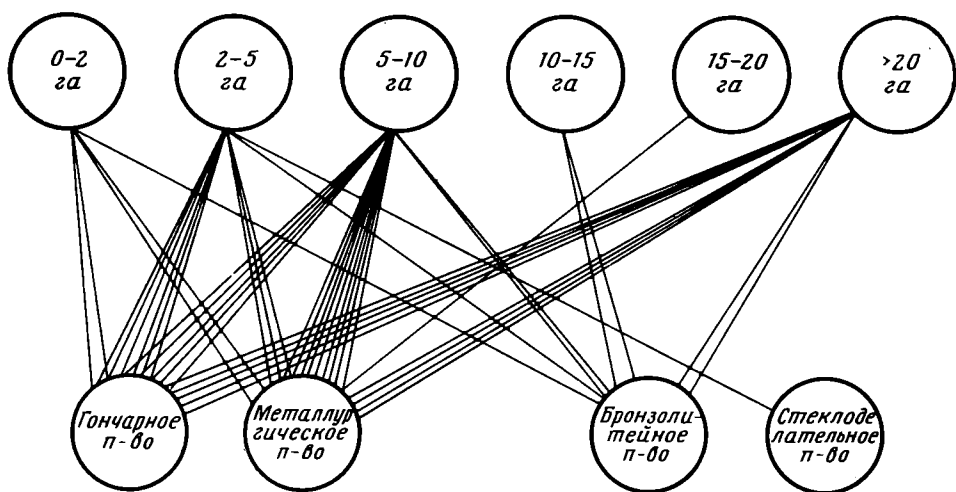 0-2
га
2-5
га
5-10
га
10-15
га
15-20
га
>20
га
Гончарное
п-во
Металлур
гическое
п-во
Бронзоли-
тейное
п-во
Стеклоде
лательное
п-во